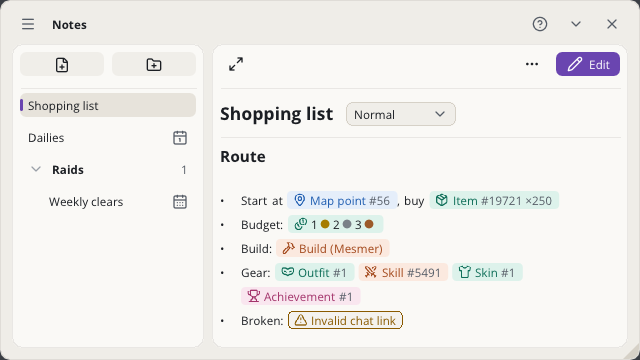 Notes
Edit
Shopping list
Dailies
Raids 1
Weekly clears
Shopping list Normal
Route
• Start at Map point #56 , buy Item #19721 ×250
• Budget: 1 2 3
• Build: Build (Mesmer)
• Gear: Outfit #1 Skill #5491 Skin #1
Achievement #1
• Broken: Invalid chat link